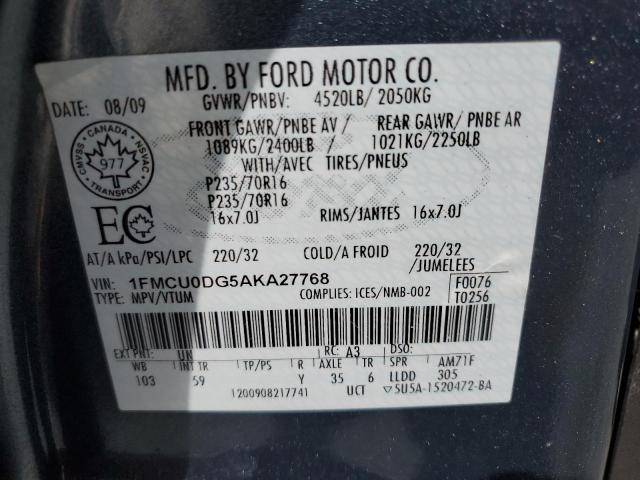 MFD. BY FORD MOTOR CO.
DATE: 08/09
GVWR/PNBV: 4520LB/ 2050KG
FRONT GAWR/PNBE AV/ REAR GAWR/ PNBE AR
1089KG/2400LB 1021KG/2250LB
WITH/AVEC TIRES/PNEUS
P235/70R16
P235/70R16
16x7.0J RIMS/JANTES 16x7.0J
CANADA
CMVSS NSVAC
977
TRANSPORT
EC
AT/A kPa/PSI/LPC 220/32 COLD/A FROID 220/32
/JUMELEES
VIN: 1FMCU0DG5AKA27768
TYPE: MPV/VTUM COMPLIES: ICES/NMB-002
F0076
T0256
EXT PNT: UN RC: A3 DSO:
WB INT TR TP/PS R AXLE TR SPR AM71F
103 59 Y 35 6 LLDD 305
1200908217741 UCT 5U5A-1520472-BA